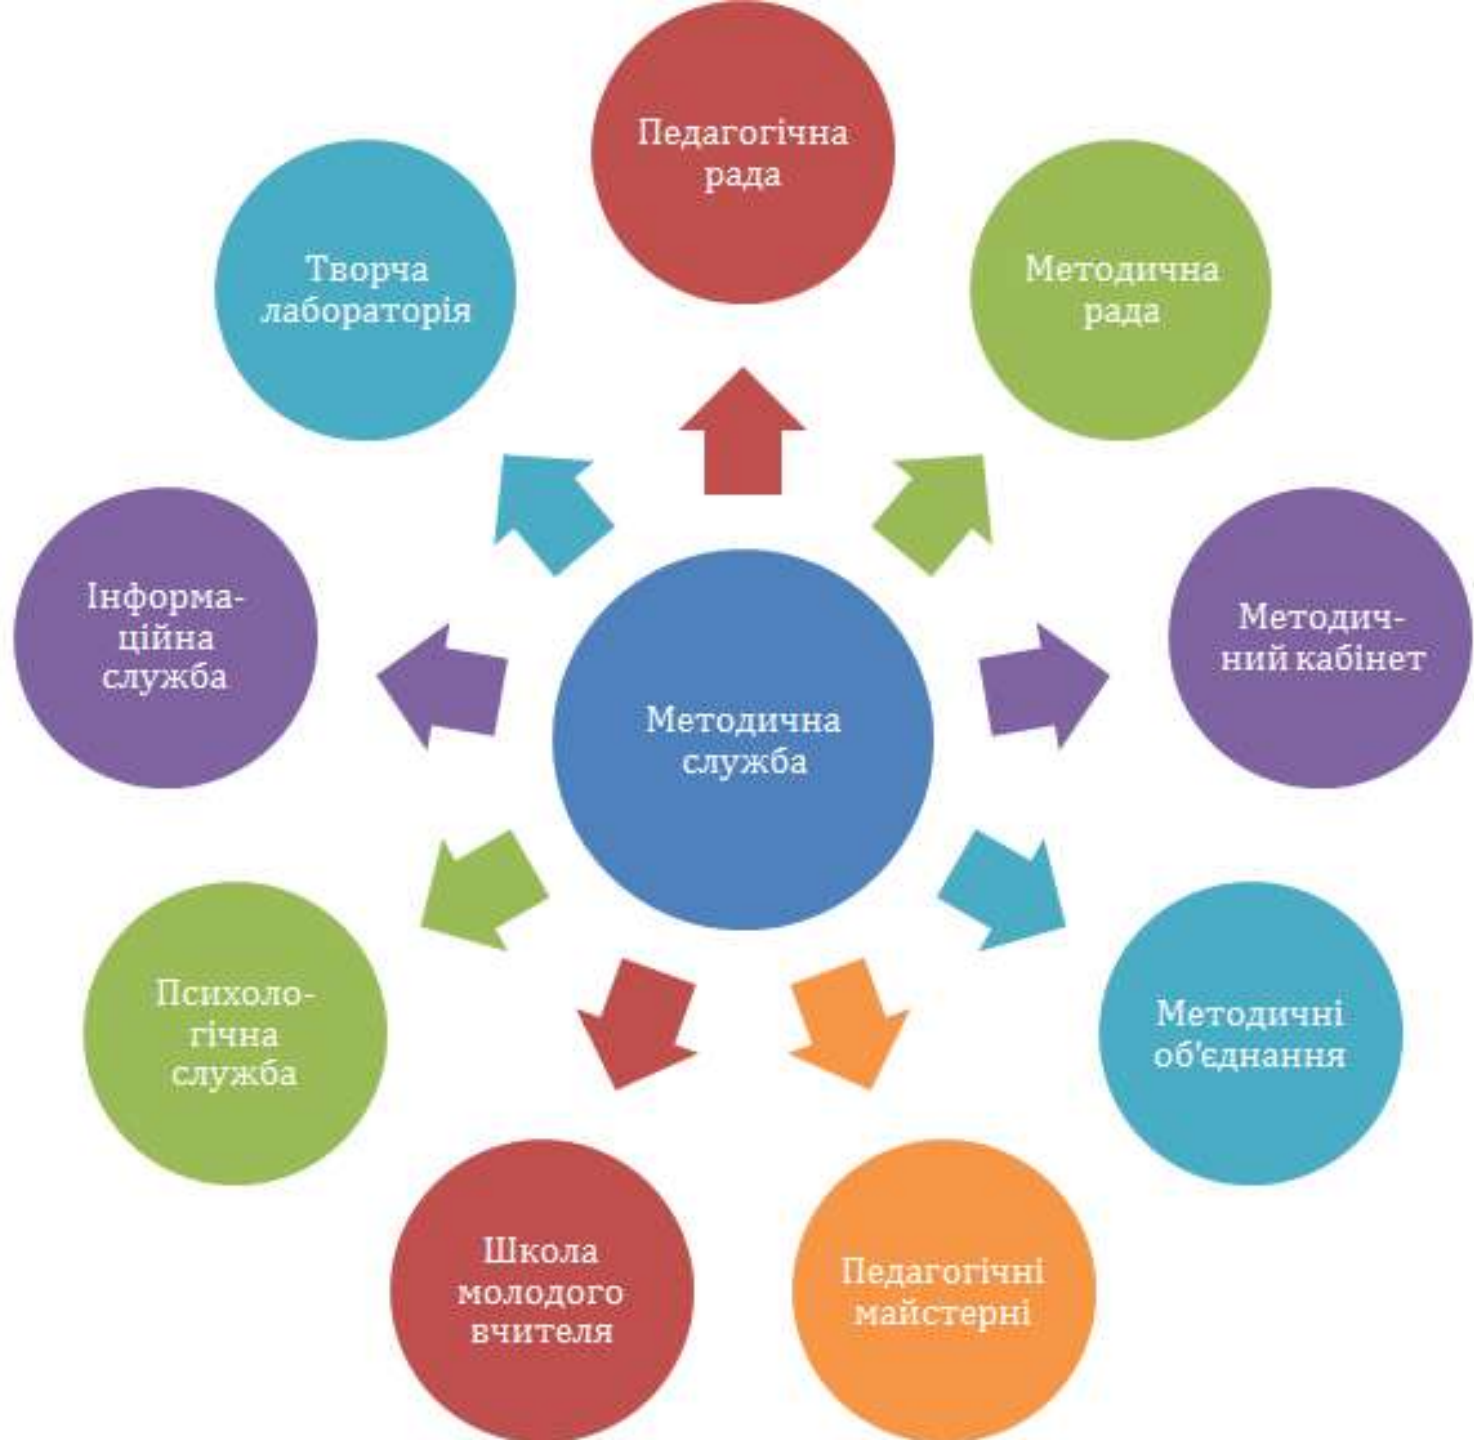 Педагогічна
рада
Методична
рада
Методич-
ний кабінет
Методичні
об'єднання
Педагогічні
майстерні
Школа
молодого
вчителя
Психоло-
гічна
служба
Інформа-
ційна
служба
Творча
лабораторія
Методична
служба